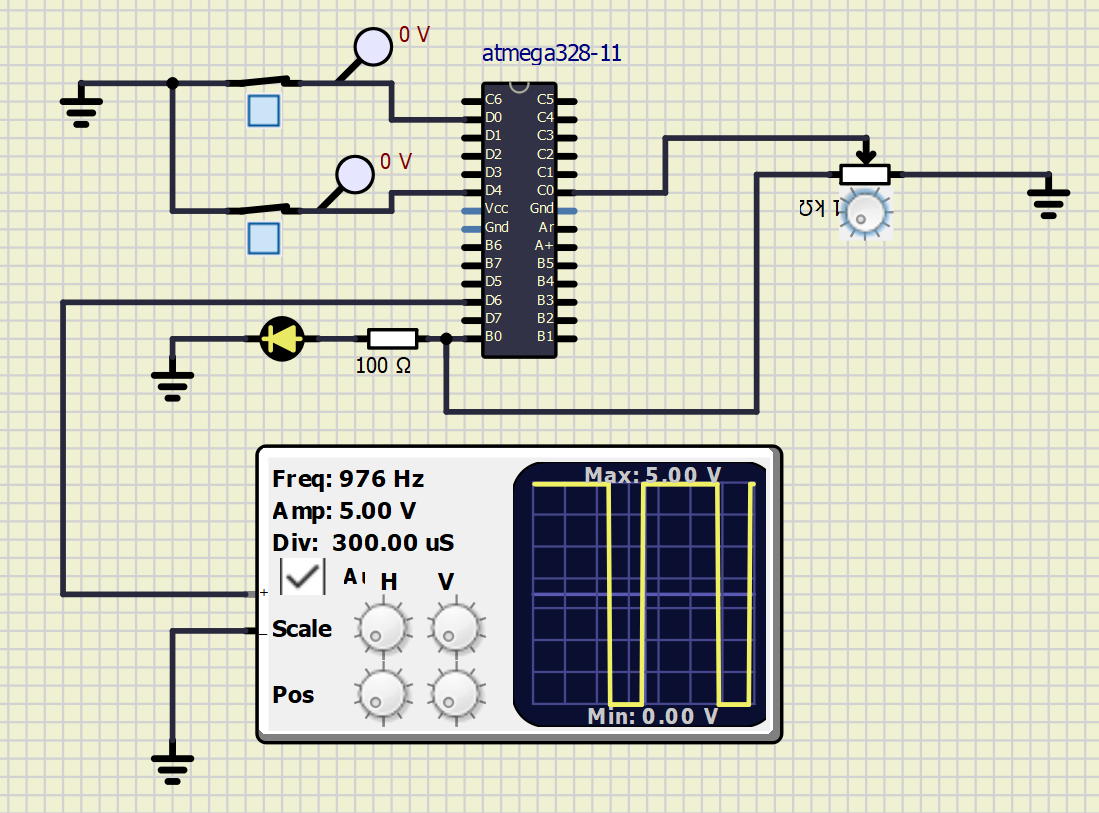 0 V
atmega328-11
0 V
C6 C5
D0 C4
D1 C3
D2 C2
D3 C1
D4 C0
Vcc Gnd
Gnd Ar
B6 A+
B7 B5
D5 B4
D6 B3
D7 B2
B0 B1
1 kΩ
100 Ω
Freq: 976 Hz
Amp: 5.00 V
Div: 300.00 uS
Au H V
+
Scale
–
Pos
Max: 5.00 V
Min: 0.00 V